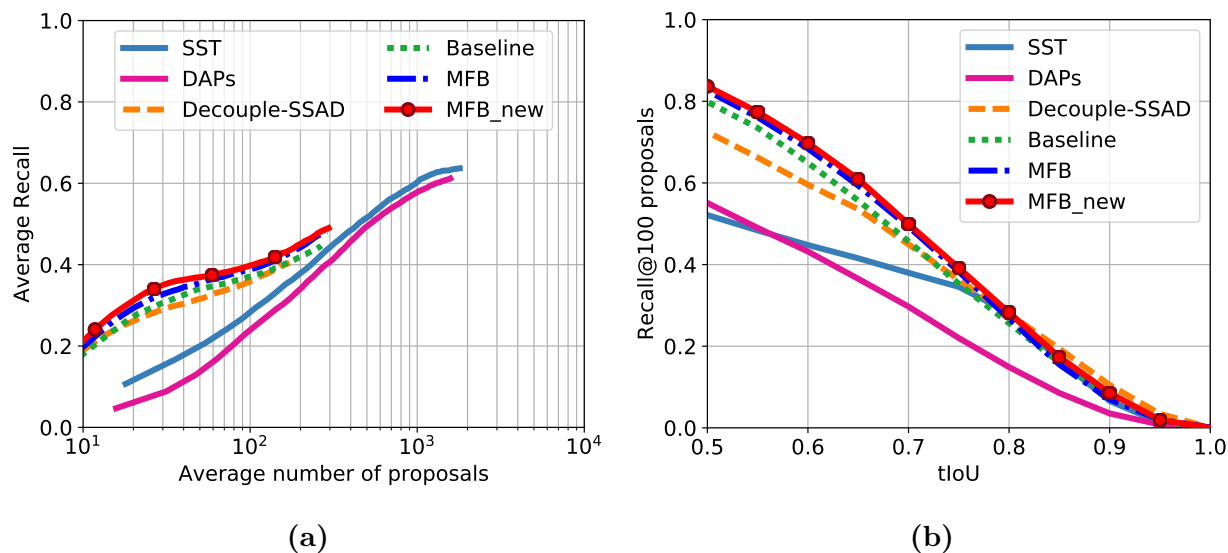 1.0
0.8
0.6
0.4
0.2
0.0
Average Recall
SST
DAPs
Decouple-SSAD
Baseline
MFB
MFB_new
10^1
10^2
10^3
10^4
Average number of proposals
(a)
1.0
0.8
0.6
0.4
0.2
0.0
Recall@100 proposals
SST
DAPs
Decouple-SSAD
Baseline
MFB
MFB_new
0.5
0.6
0.7
0.8
0.9
1.0
tIoU
(b)